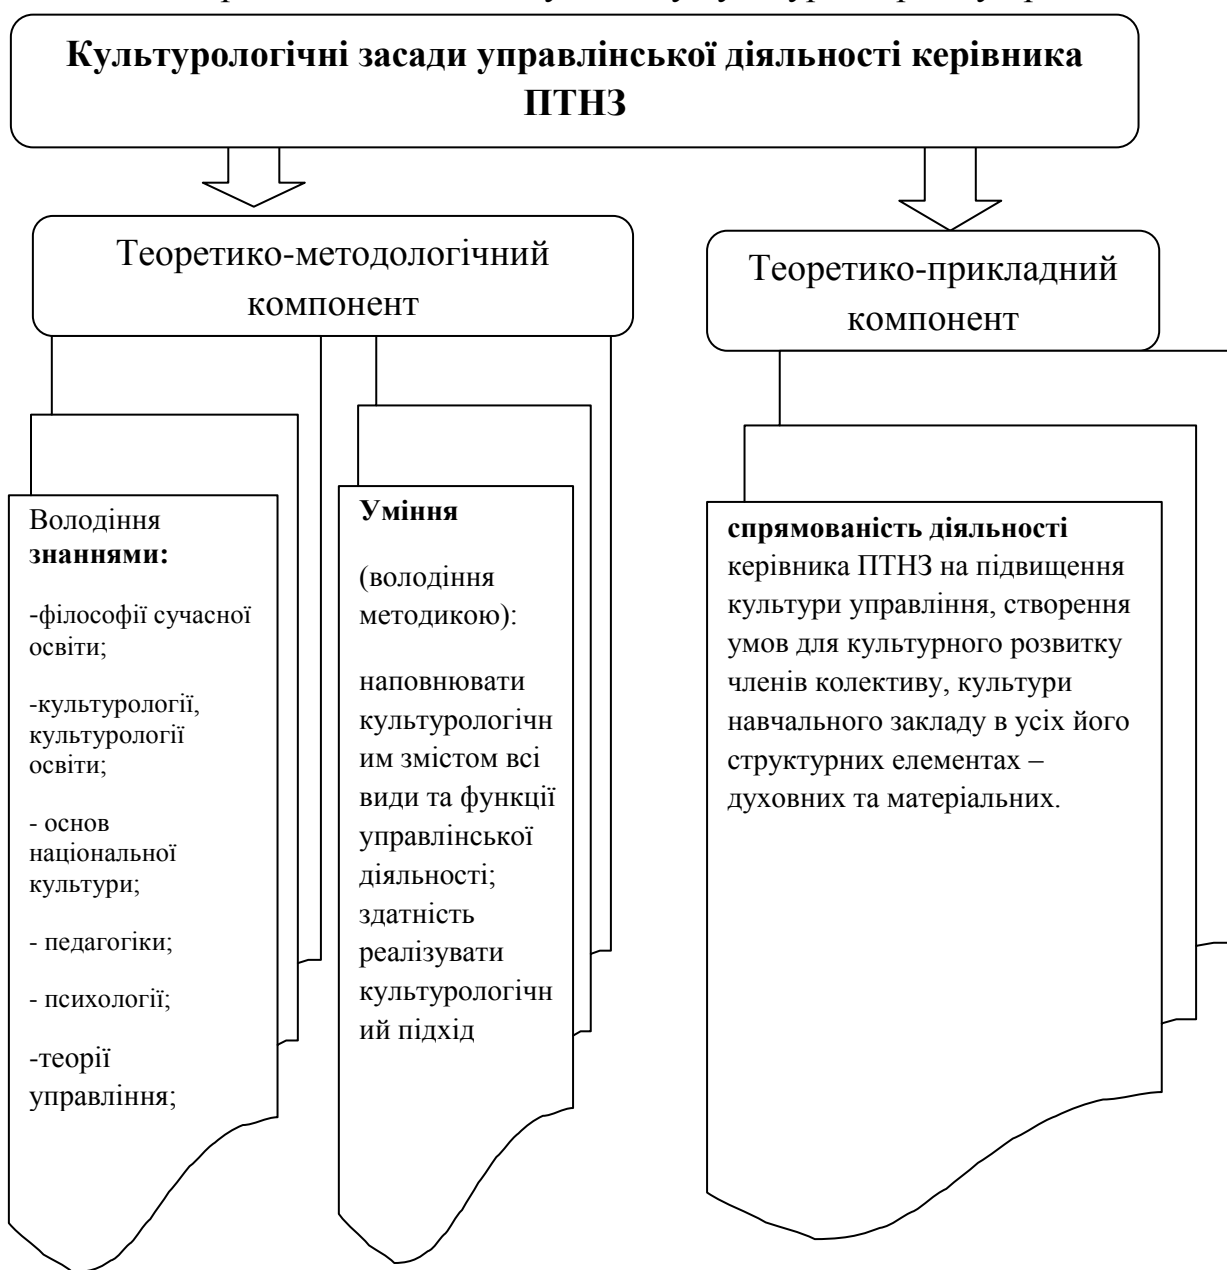 Культурологічні засади управлінської діяльності керівника
ПТНЗ
Теоретико-методологічний
компонент
Теоретико-прикладний
компонент
Володіння
знаннями:
-філософії сучасної
освіти;
-культурології,
культурології
освіти;
- основ
національної
культури;
- педагогіки;
- психології;
-теорії
управління;
Уміння
(володіння
методикою):
наповнювати
культурологічн
им змістом всі
види та функції
управлінської
діяльності;
здатність
реалізувати
культурологічн
ий підхід
спрямованість діяльності
керівника ПТНЗ на підвищення
культури управління, створення
умов для культурного розвитку
членів колективу, культури
навчального закладу в усіх його
структурних елементах –
духовних та матеріальних.